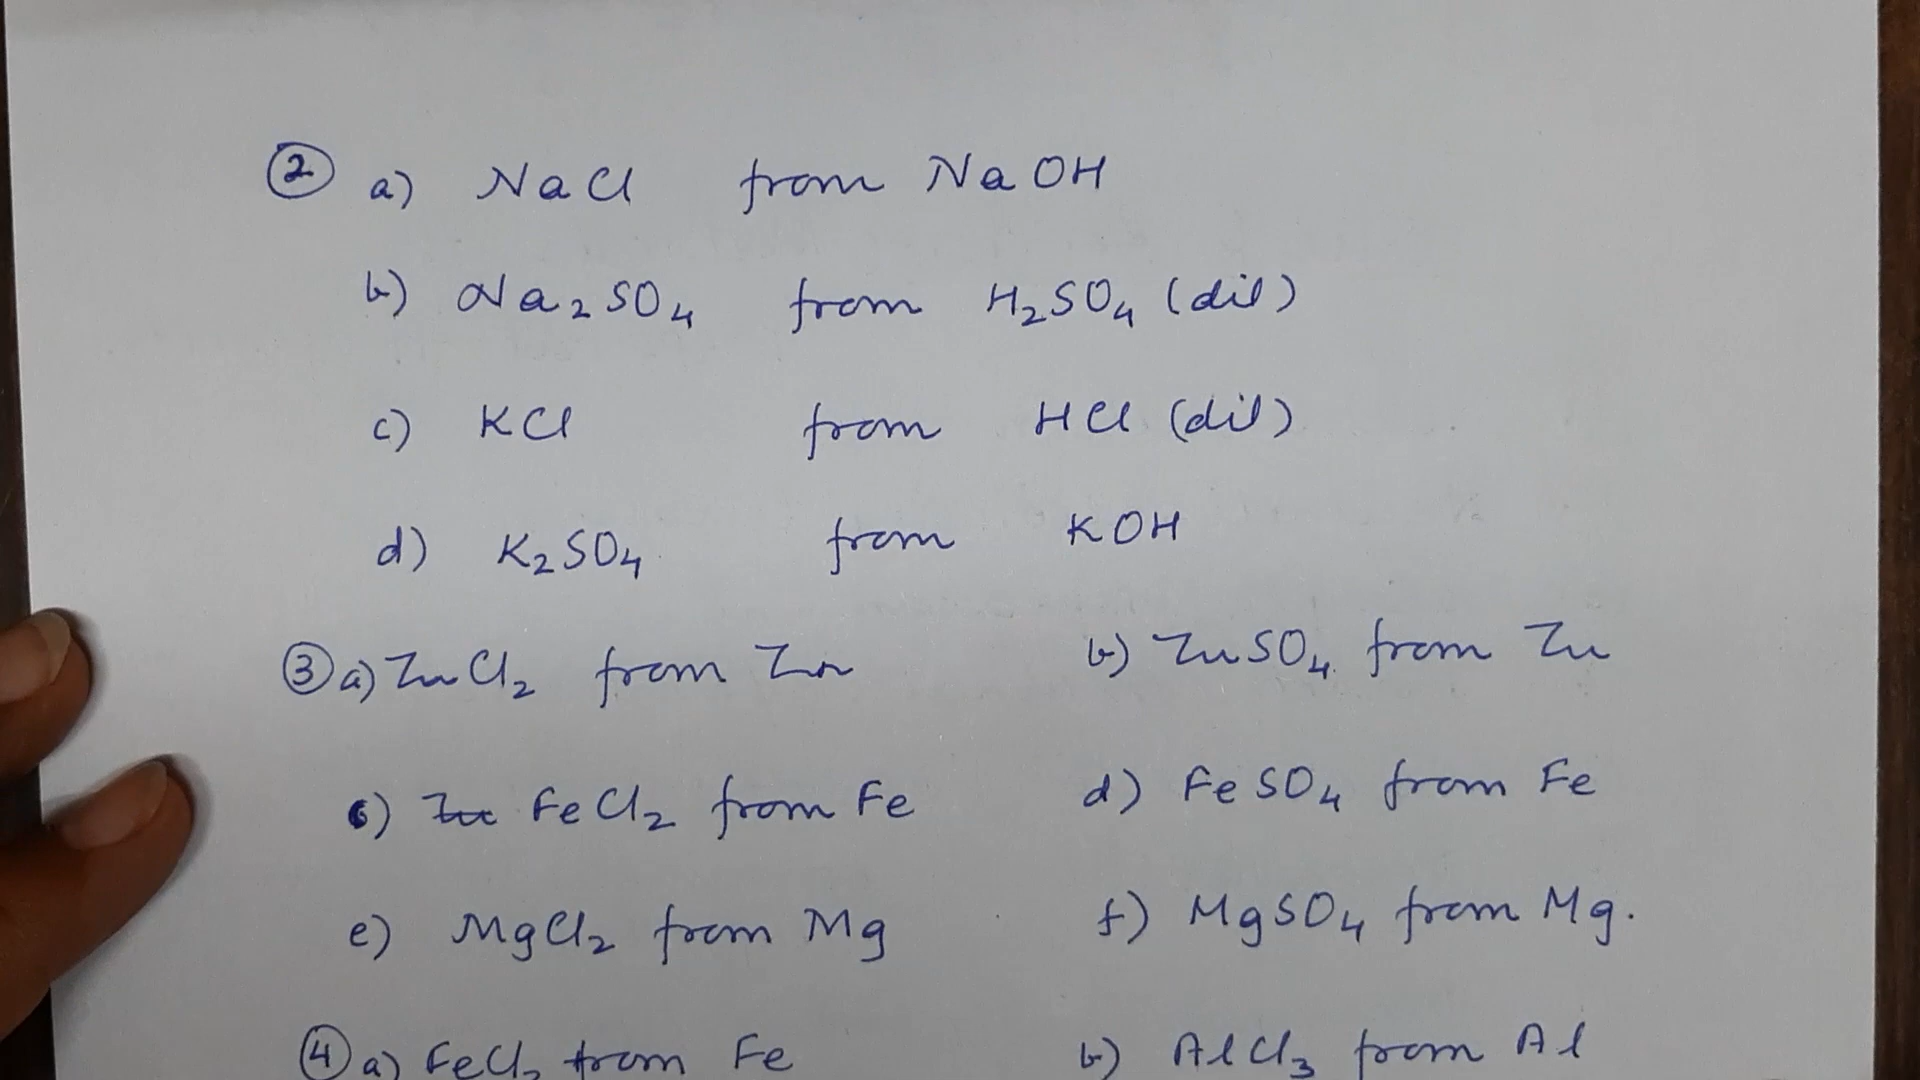 ② a) NaCl from NaOH
b) Na₂SO₄ from H₂SO₄ (dil)
c) KCl from HCl (dil)
d) K₂SO₄ from KOH
③ a) ZnCl₂ from Zn b) ZnSO₄ from Zn
c) FeCl₂ from Fe d) FeSO₄ from Fe
e) MgCl₂ from Mg f) MgSO₄ from Mg.
④ a) from Fe b) AlCl₃ from Al